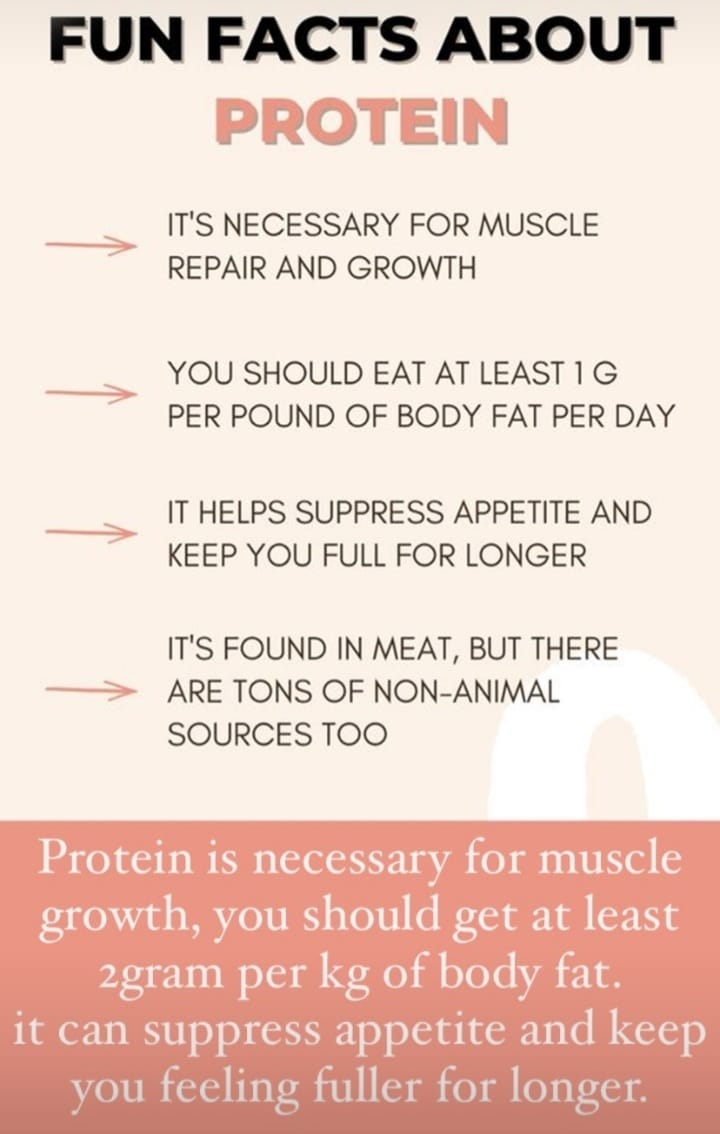 FUN FACTS ABOUT
PROTEIN
IT'S NECESSARY FOR MUSCLE
REPAIR AND GROWTH
YOU SHOULD EAT AT LEAST 1 G
PER POUND OF BODY FAT PER DAY
IT HELPS SUPPRESS APPETITE AND
KEEP YOU FULL FOR LONGER
IT'S FOUND IN MEAT, BUT THERE
ARE TONS OF NON-ANIMAL
SOURCES TOO
Protein is necessary for muscle
growth, you should get at least
2gram per kg of body fat.
it can suppress appetite and keep
you feeling fuller for longer.